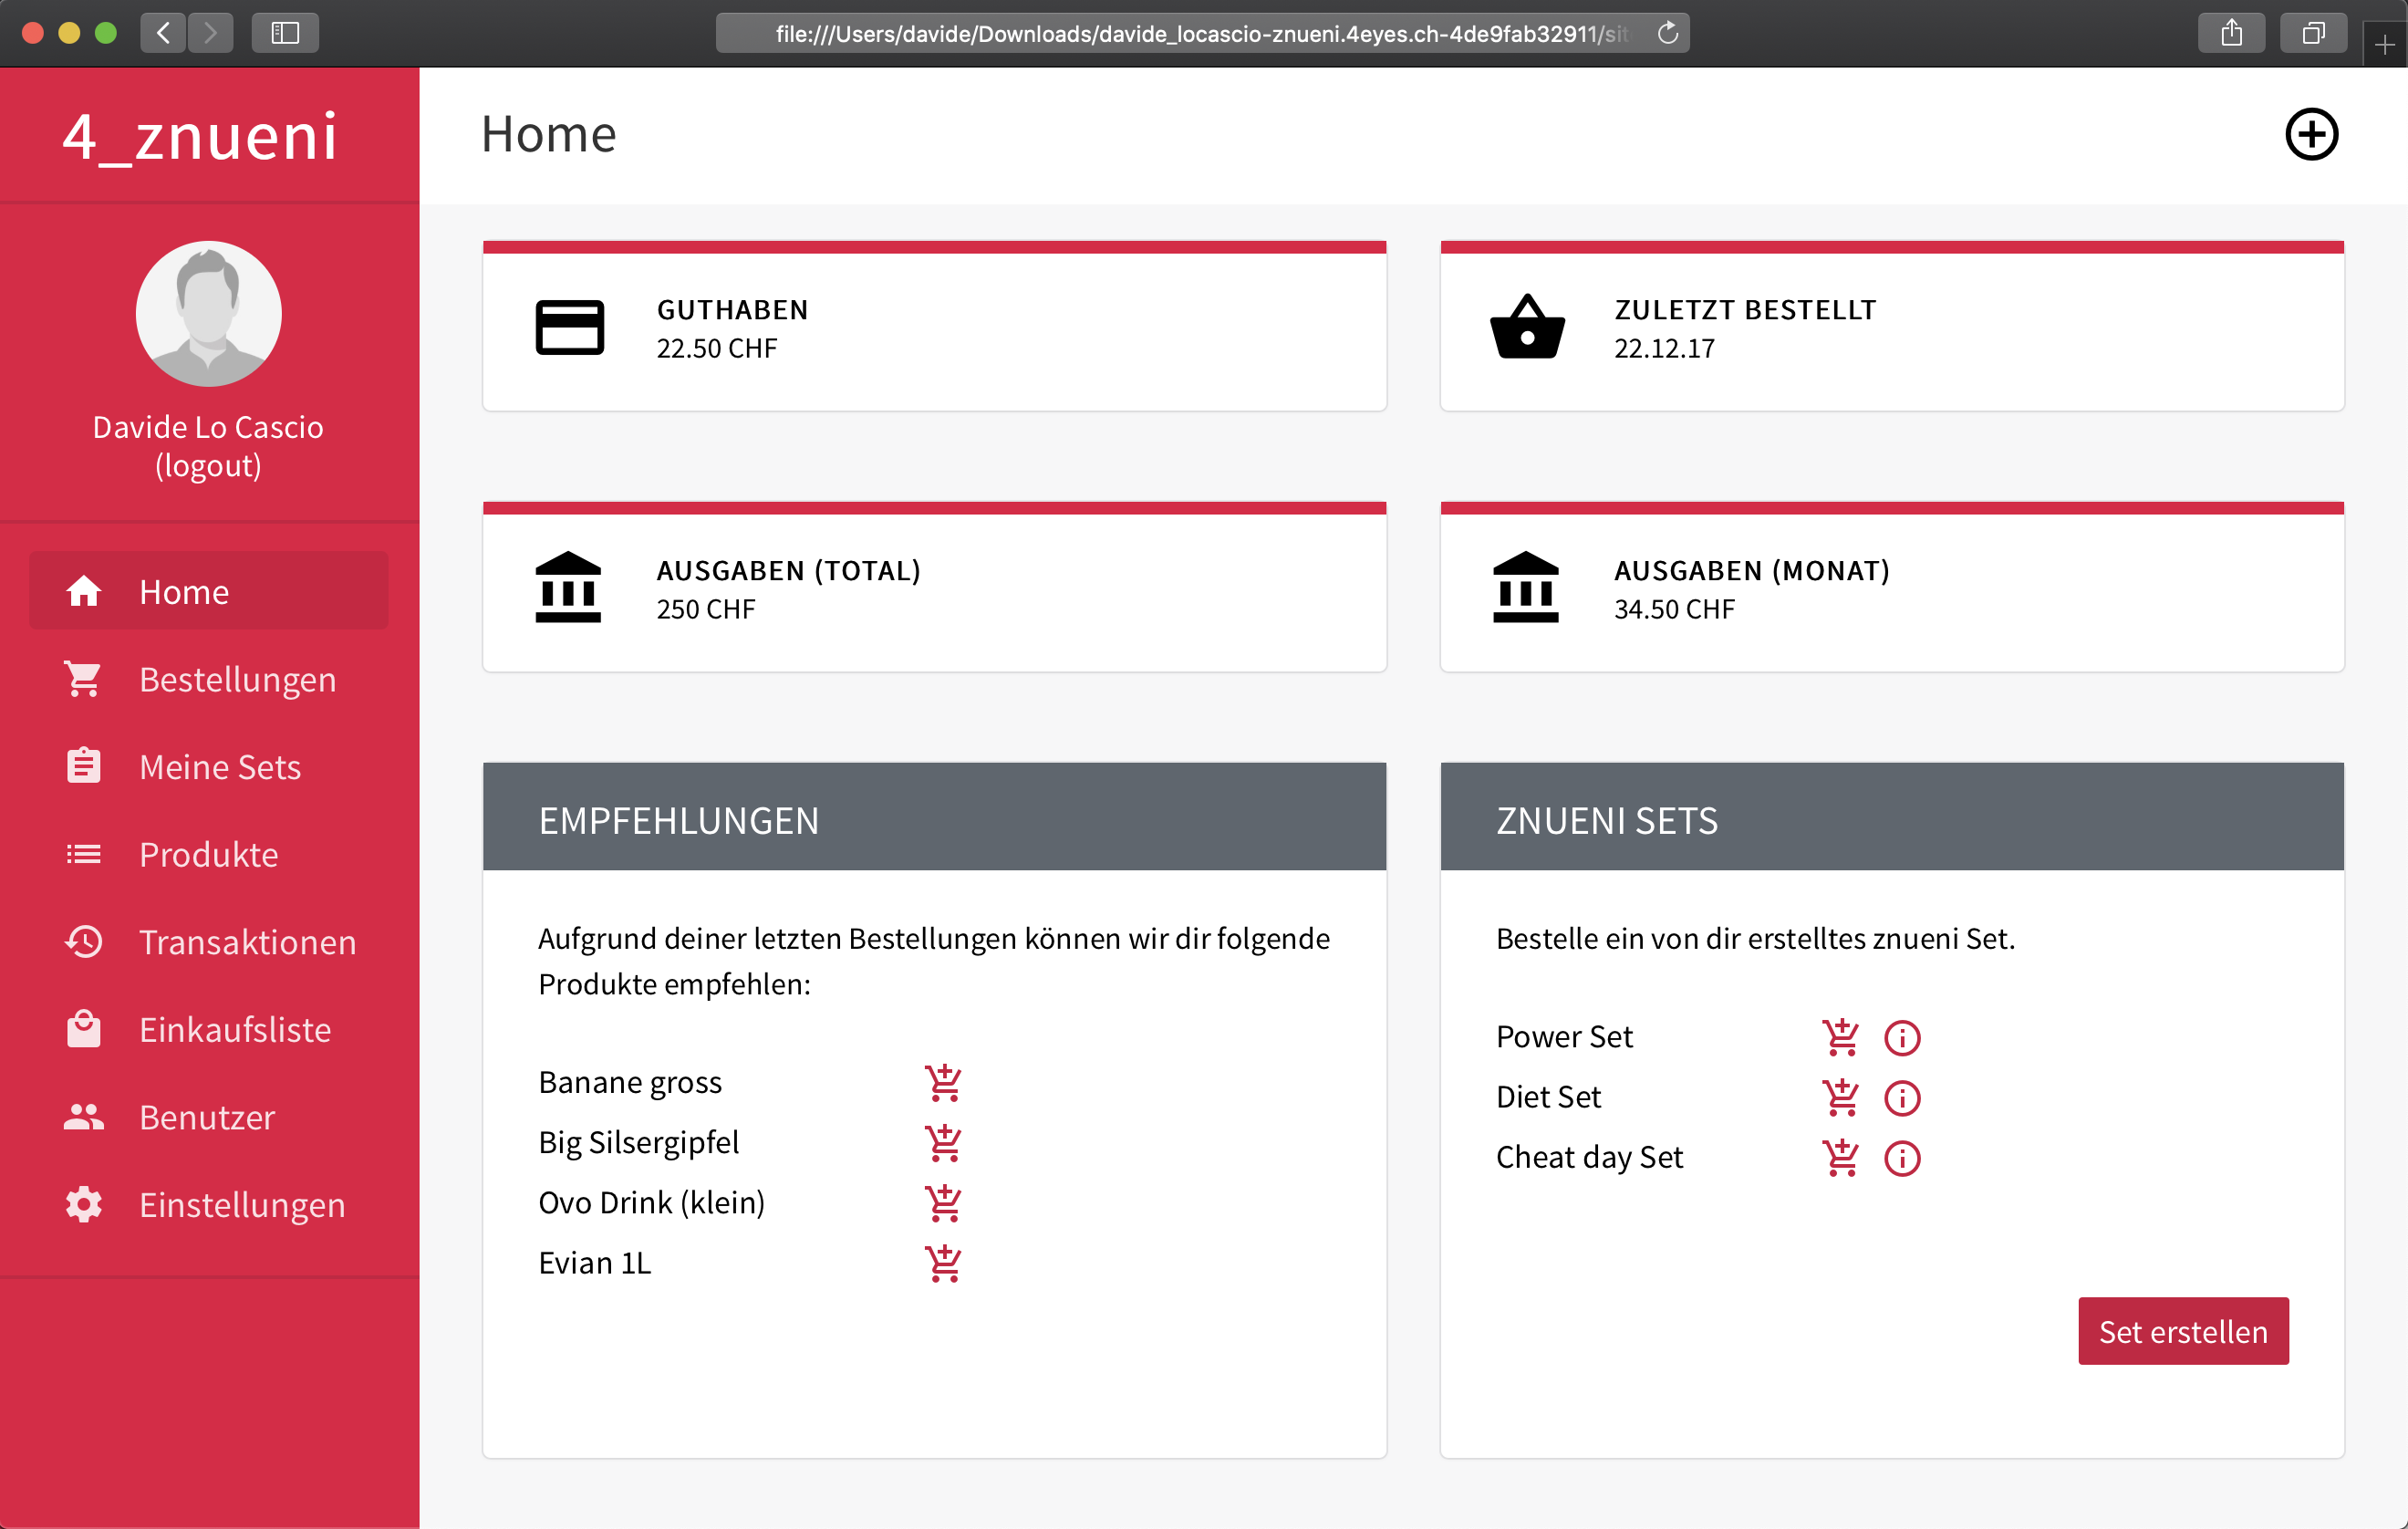 file:///Users/davide/Downloads/davide_locascio-znueni.4eyes.ch-4de9fab32911/sit
4_znueni
Home
Davide Lo Cascio
(logout)
Home
Bestellungen
Meine Sets
Produkte
Transaktionen
Einkaufsliste
Benutzer
Einstellungen
GUTHABEN
22.50 CHF
ZULETZT BESTELLT
22.12.17
AUSGABEN (TOTAL)
250 CHF
AUSGABEN (MONAT)
34.50 CHF
EMPFEHLUNGEN
Aufgrund deiner letzten Bestellungen können wir dir folgende
Produkte empfehlen:
Banane gross
Big Silsergipfel
Ovo Drink (klein)
Evian 1L
ZNUENI SETS
Bestelle ein von dir erstelltes znueni Set.
Power Set
Diet Set
Cheat day Set
Set erstellen